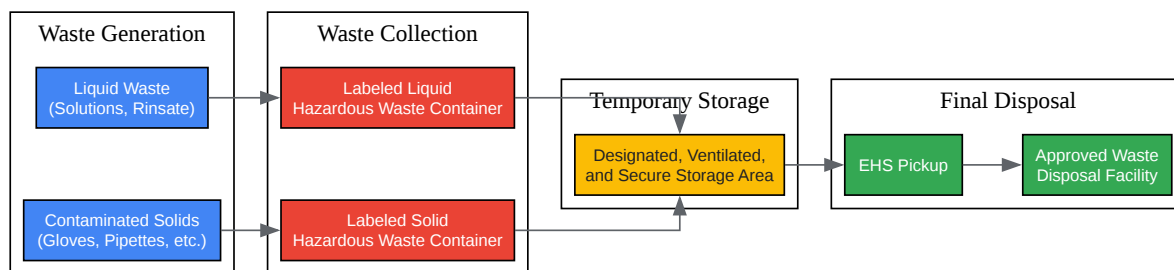 Waste Generation
Liquid Waste
(Solutions, Rinsate)
Contaminated Solids
(Gloves, Pipettes, etc.)
Waste Collection
Labeled Liquid
Hazardous Waste Container
Labeled Solid
Hazardous Waste Container
Temporary Storage
Designated, Ventilated,
and Secure Storage Area
Final Disposal
EHS Pickup
Approved Waste
Disposal Facility